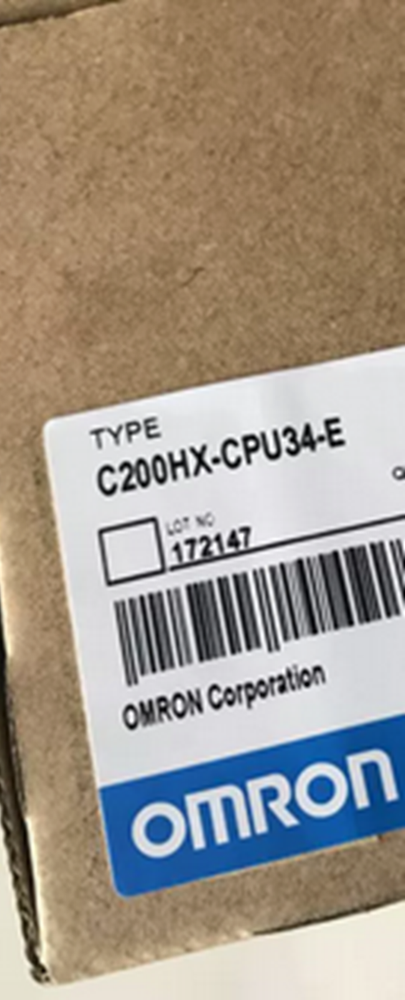 TYPE
C200HX-CPU34-E
Q
LOT NO
172147
OMRON Corporation
OMRON